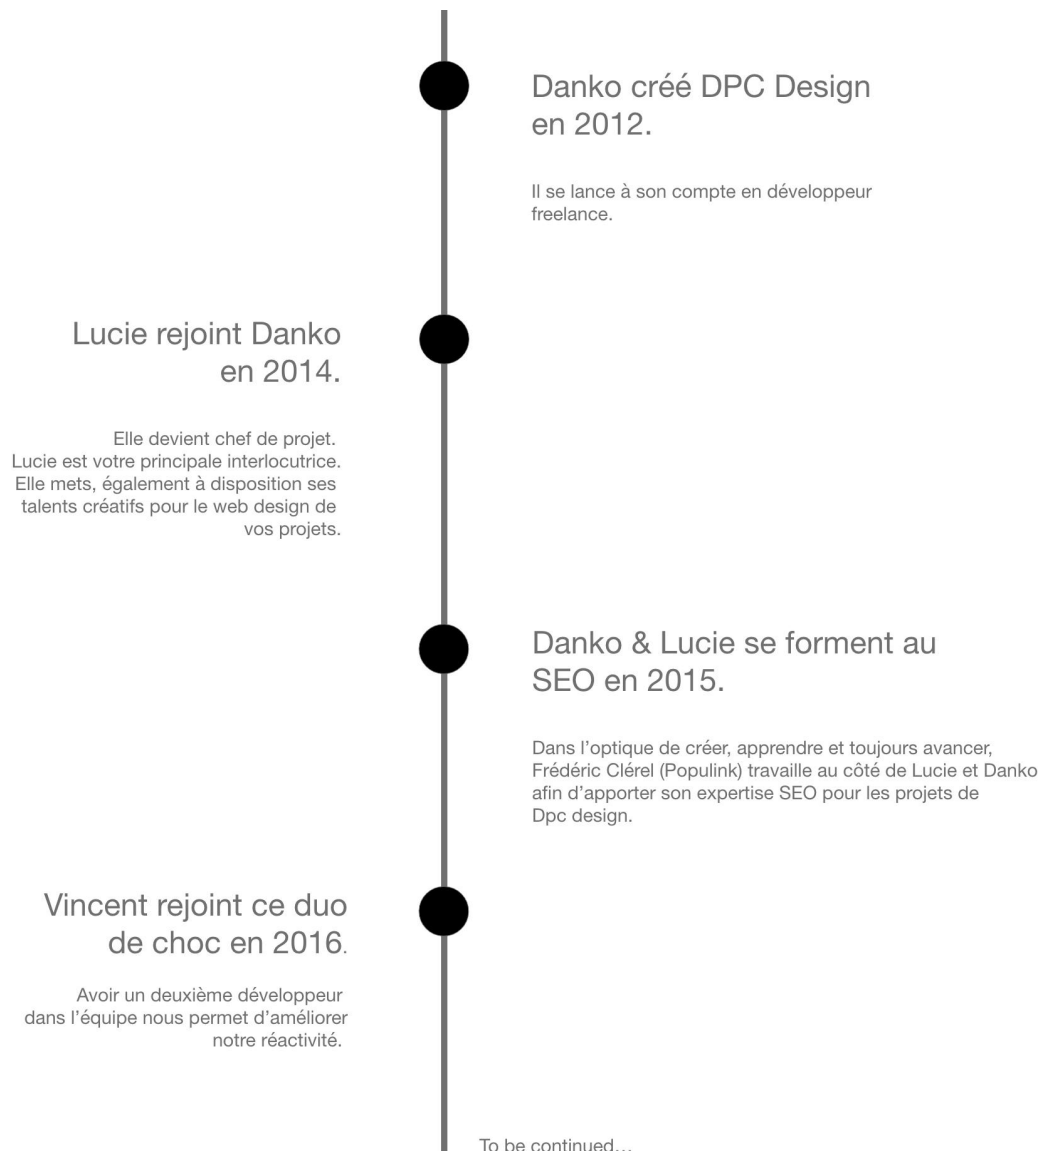 Danko créé DPC Design
en 2012.
Il se lance à son compte en développeur
freelance.
Lucie rejoint Danko
en 2014.
Elle devient chef de projet.
Lucie est votre principale interlocutrice.
Elle mets, également à disposition ses
talents créatifs pour le web design de
vos projets.
Danko & Lucie se forment au
SEO en 2015.
Dans l’optique de créer, apprendre et toujours avancer,
Frédéric Clérel (Populink) travaille au côté de Lucie et Danko
afin d’apporter son expertise SEO pour les projets de
Dpc design.
Vincent rejoint ce duo
de choc en 2016.
Avoir un deuxième développeur
dans l’équipe nous permet d’améliorer
notre réactivité.
To be continued...